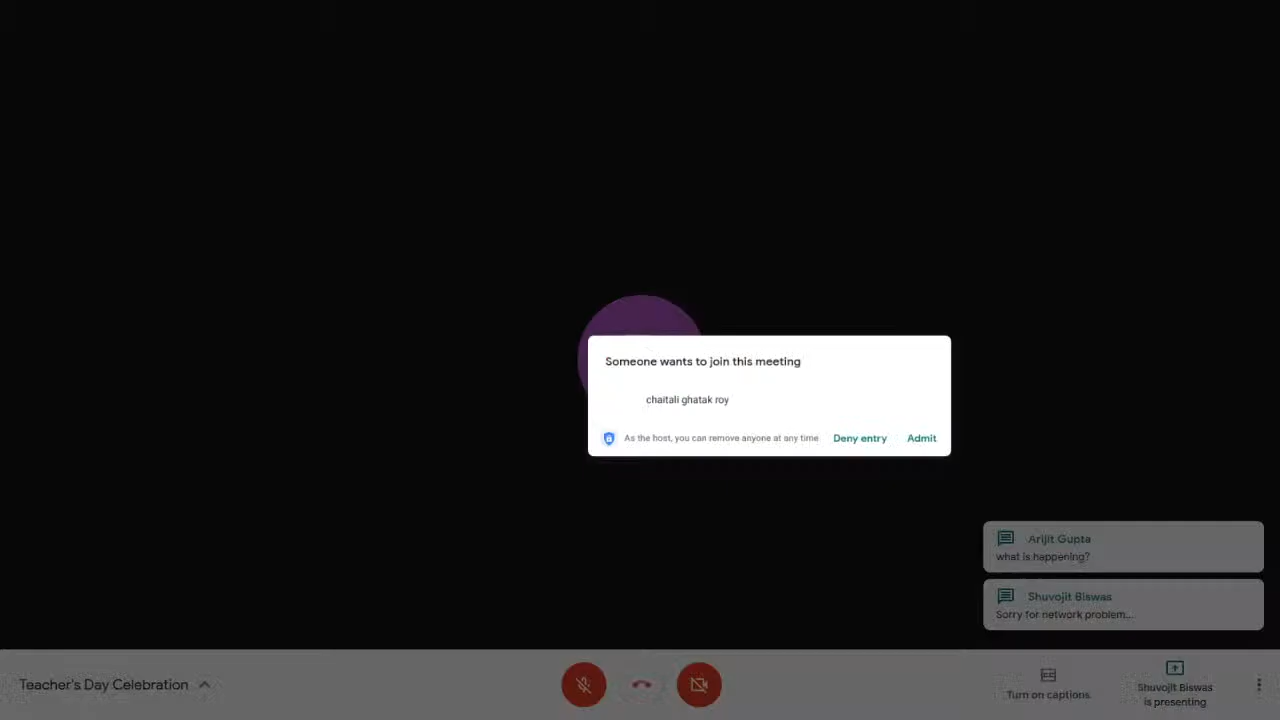 Someone wants to join this meeting
chaitali ghatak roy
As the host, you can remove anyone at any time
Deny entry
Admit
Arijit Gupta
what is happening?
Shuvojit Biswas
Sorry for network problem...
Teacher's Day Celebration
Turn on captions
Shuvojit Biswas
is presenting